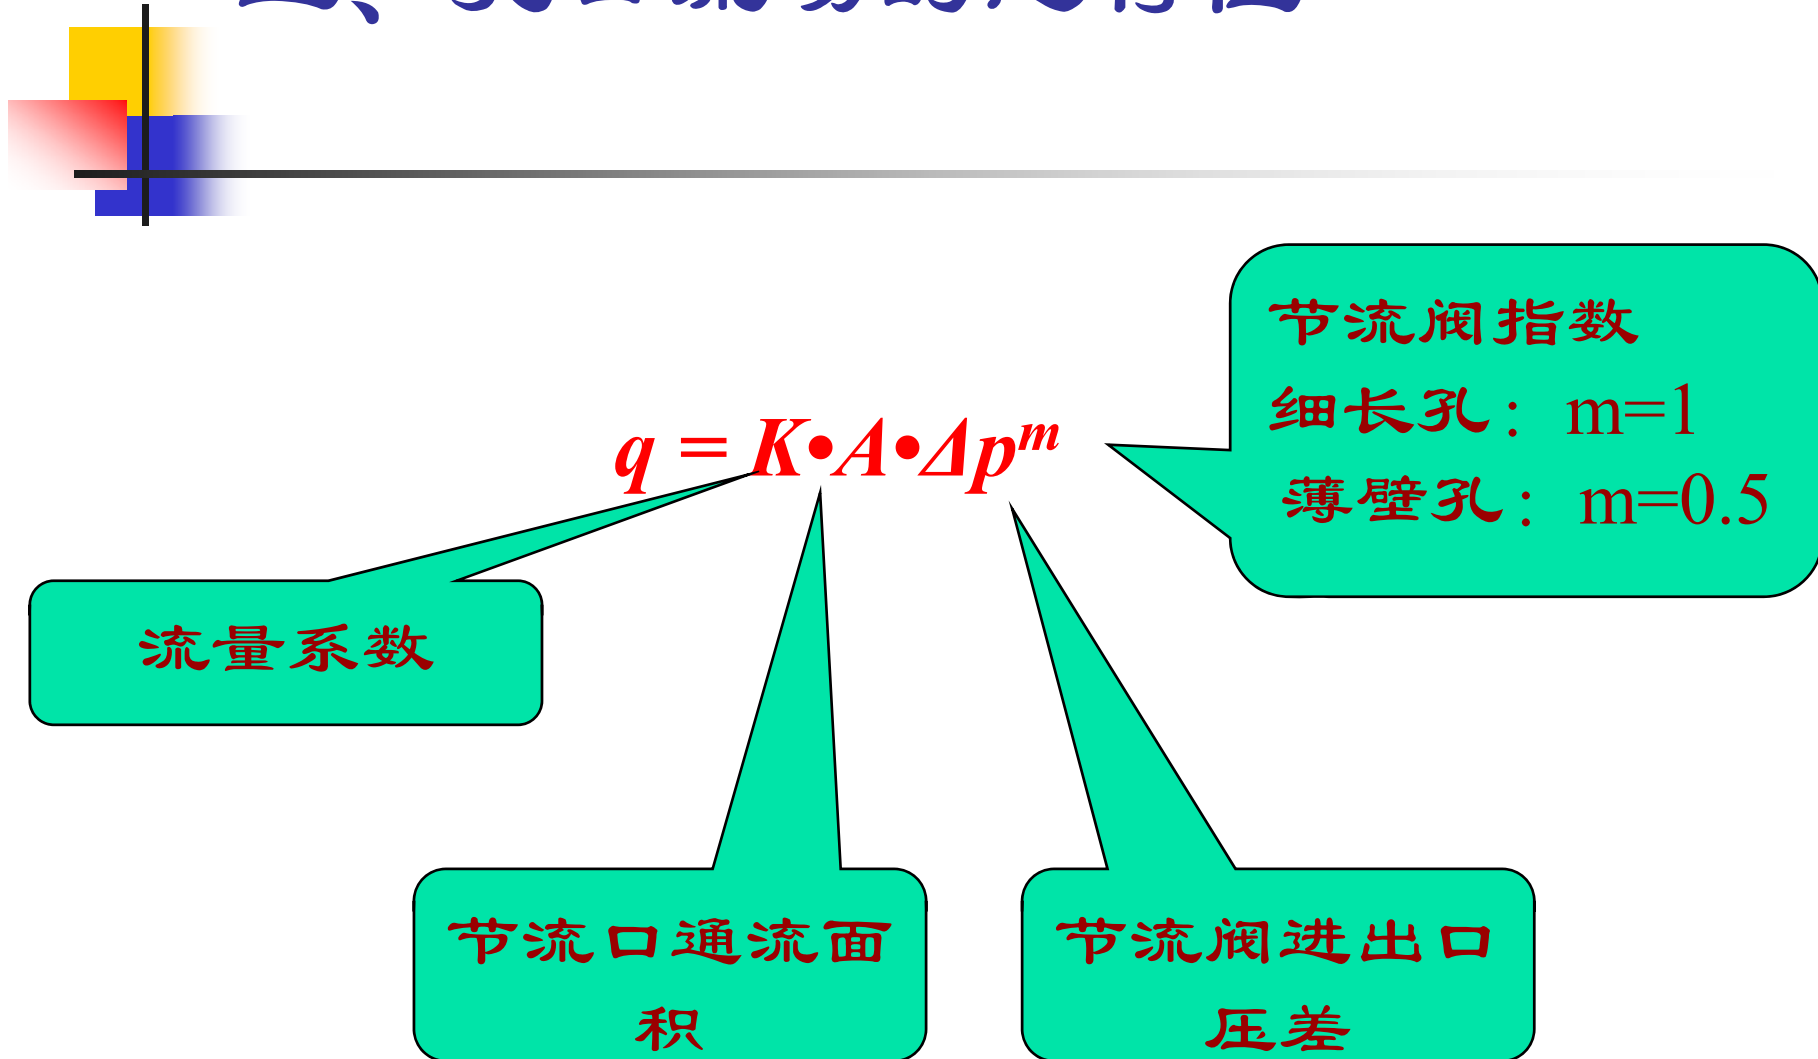 q = K•A•Δpᵐ
节流阀指数
细长孔：m=1
薄壁孔：m=0.5
流量系数
节流口通流面
积
节流阀进出口
压差